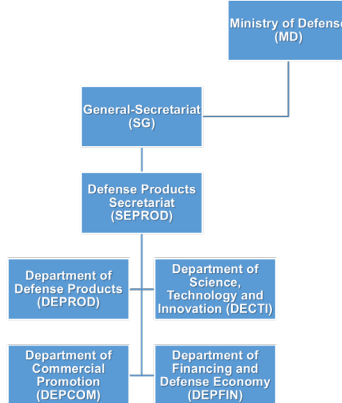 Ministry of Defense
(MD)
General-Secretariat
(SG)
Defense Products
Secretariat
(SEPROD)
Department of
Defense Products
(DEPROD)
Department of
Science,
Technology and
Innovation (DECTI)
Department of
Commercial
Promotion
(DEPCOM)
Department of
Financing and
Defense Economy
(DEPFIN)